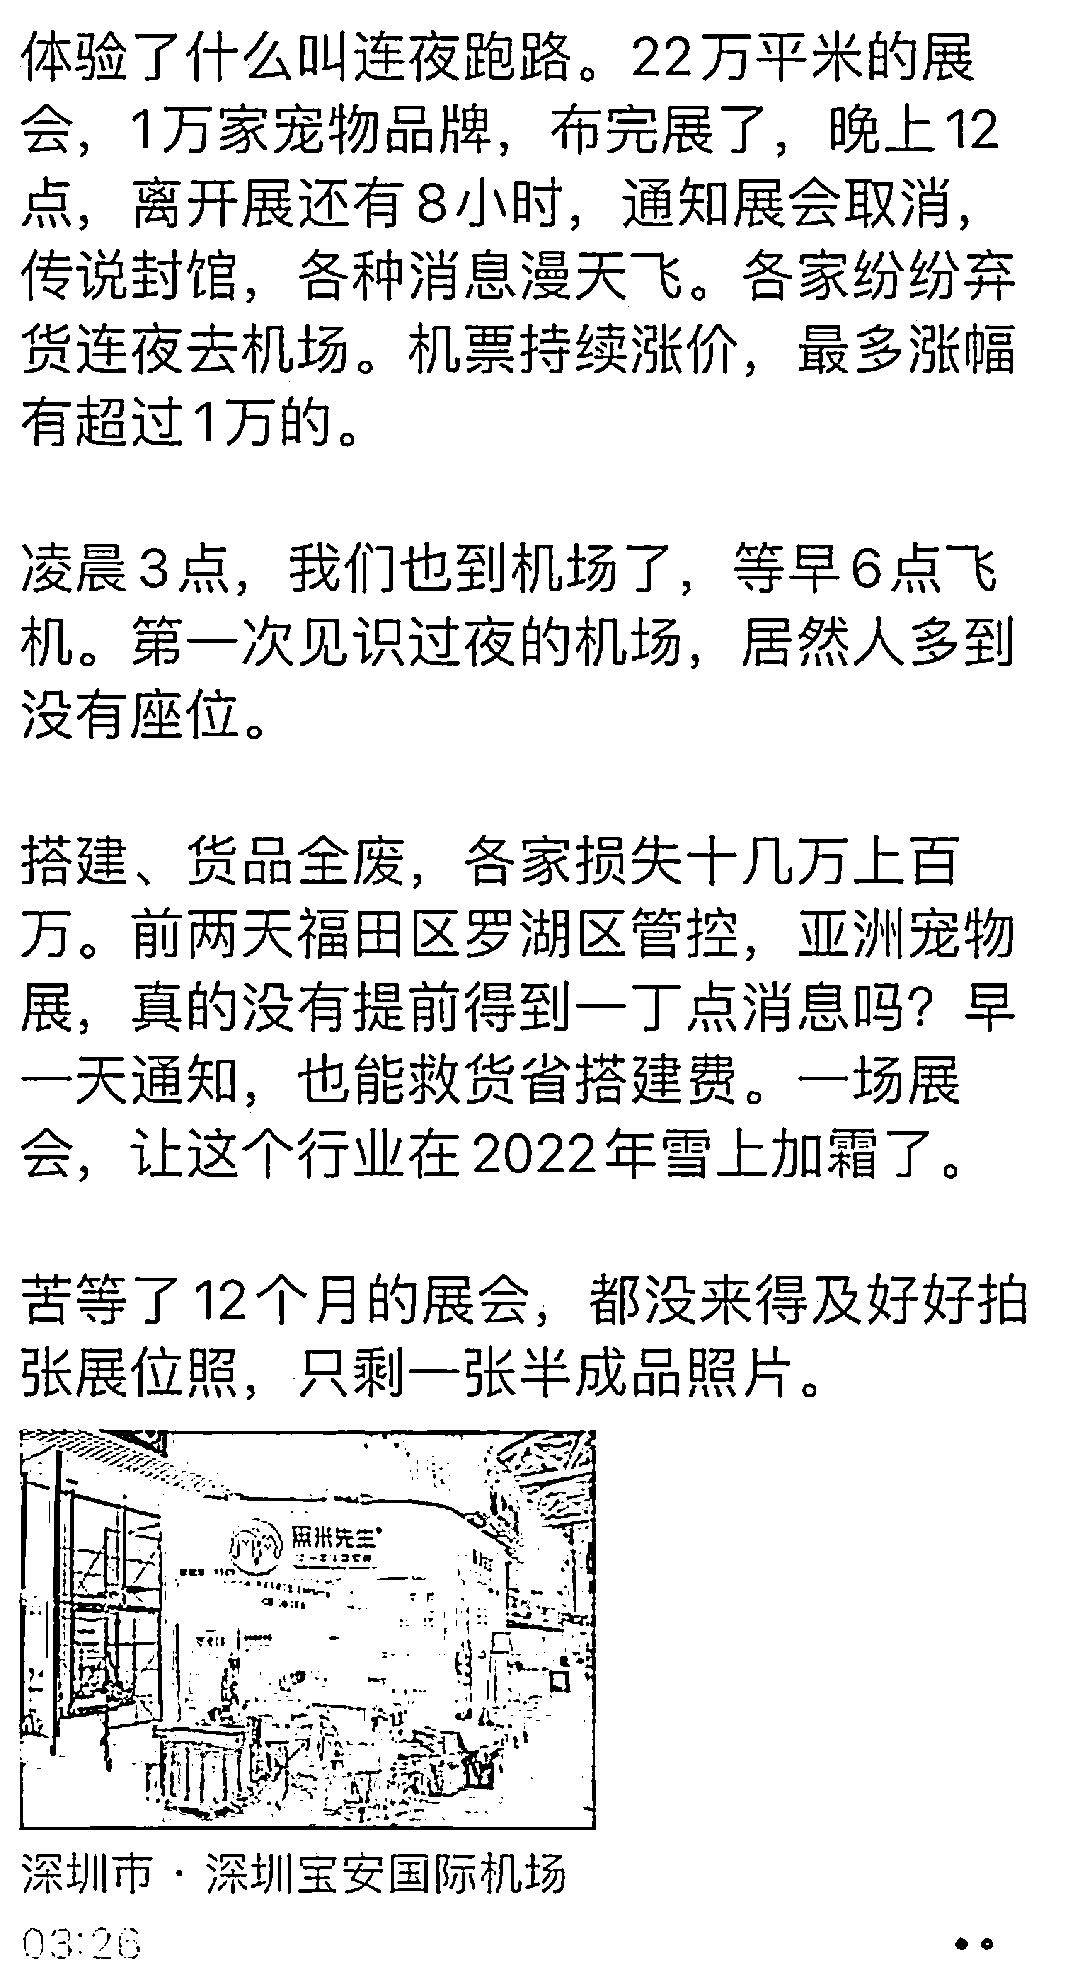 体验了什么叫连夜跑路。22万平米的展
会，1万家宠物品牌，布完展了，晚上12
点，离开展还有8小时，通知展会取消，
传说封馆，各种消息漫天飞。各家纷纷弃
货连夜去机场。机票持续涨价，最多涨幅
有超过1万的。
凌晨3点，我们也到机场了，等早6点飞
机。第一次见识过夜的机场，居然人多到
没有座位。
搭建、货品全废，各家损失十几万上百
万。前两天福田区罗湖区管控，亚洲宠物
展，真的没有提前得到一丁点消息吗？早
一天通知，也能救货省搭建费。一场展
会，让这个行业在2022年雪上加霜了。
苦等了12个月的展会，都没来得及好好拍
张展位照，只剩一张半成品照片。
米先生
深圳市·深圳宝安国际机场
03:26